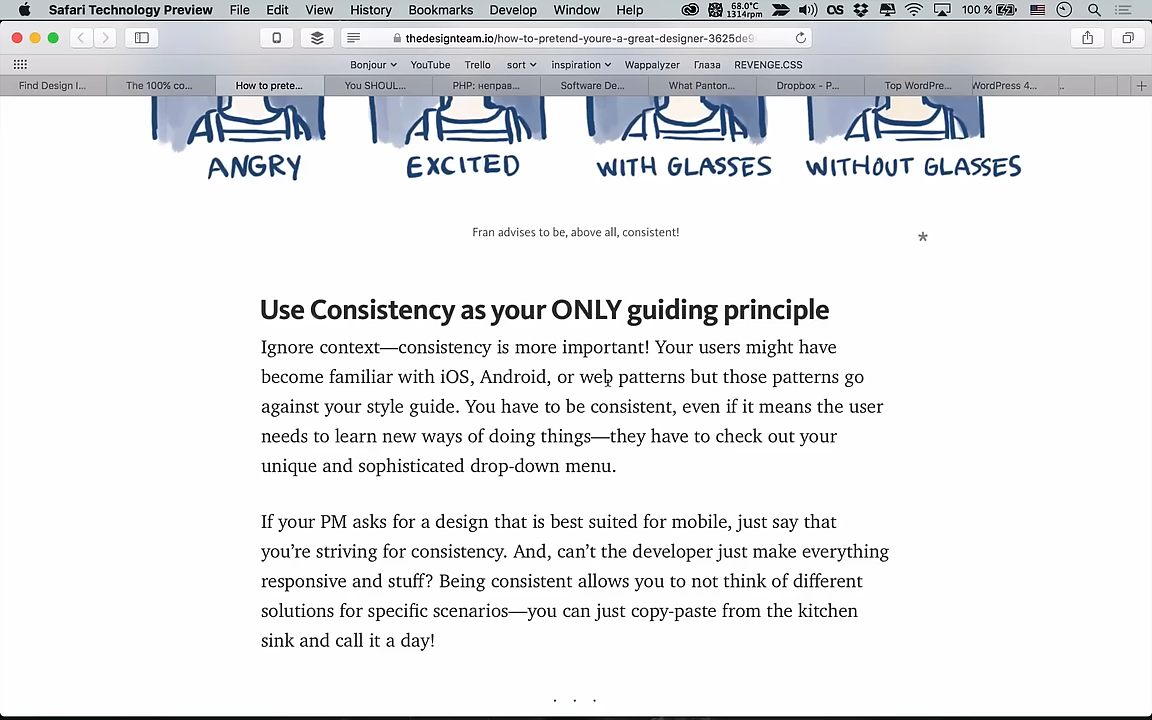 Safari Technology Preview File Edit View History Bookmarks Develop Window Help 68.0°C 1314rpm 100 %
thedesignteam.io/how-to-pretend-youre-a-great-designer-3625de9
Bonjour YouTube Trello sort inspiration Wappalyzer Глаза REVENGE.CSS
Find Design I... The 100% co... How to prete... You SHOUL... PHP: неправ... Software De... What Panton... Dropbox - P... Top WordPre... WordPress 4...
ANGRY EXCITED WITH GLASSES WITHOUT GLASSES
Fran advises to be, above all, consistent!
*
Use Consistency as your ONLY guiding principle
Ignore context—consistency is more important! Your users might have
become familiar with iOS, Android, or web patterns but those patterns go
against your style guide. You have to be consistent, even if it means the user
needs to learn new ways of doing things—they have to check out your
unique and sophisticated drop-down menu.
If your PM asks for a design that is best suited for mobile, just say that
you’re striving for consistency. And, can’t the developer just make everything
responsive and stuff? Being consistent allows you to not think of different
solutions for specific scenarios—you can just copy-paste from the kitchen
sink and call it a day!
. . .